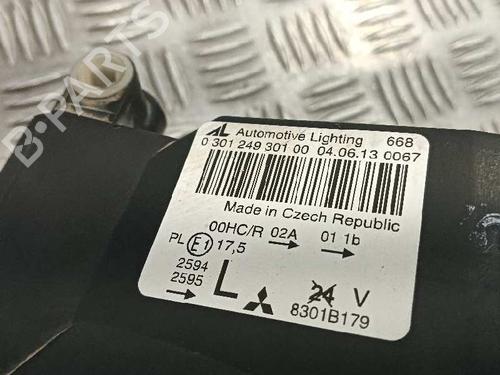 B-PARTS
AL Automotive Lighting 668
0 301 249 301 00 04.06.13 0067
Made in Czech Republic
00HC/R 02A 01 1b
PL E1 17,5
2594
2595
L 24 V
8301B179